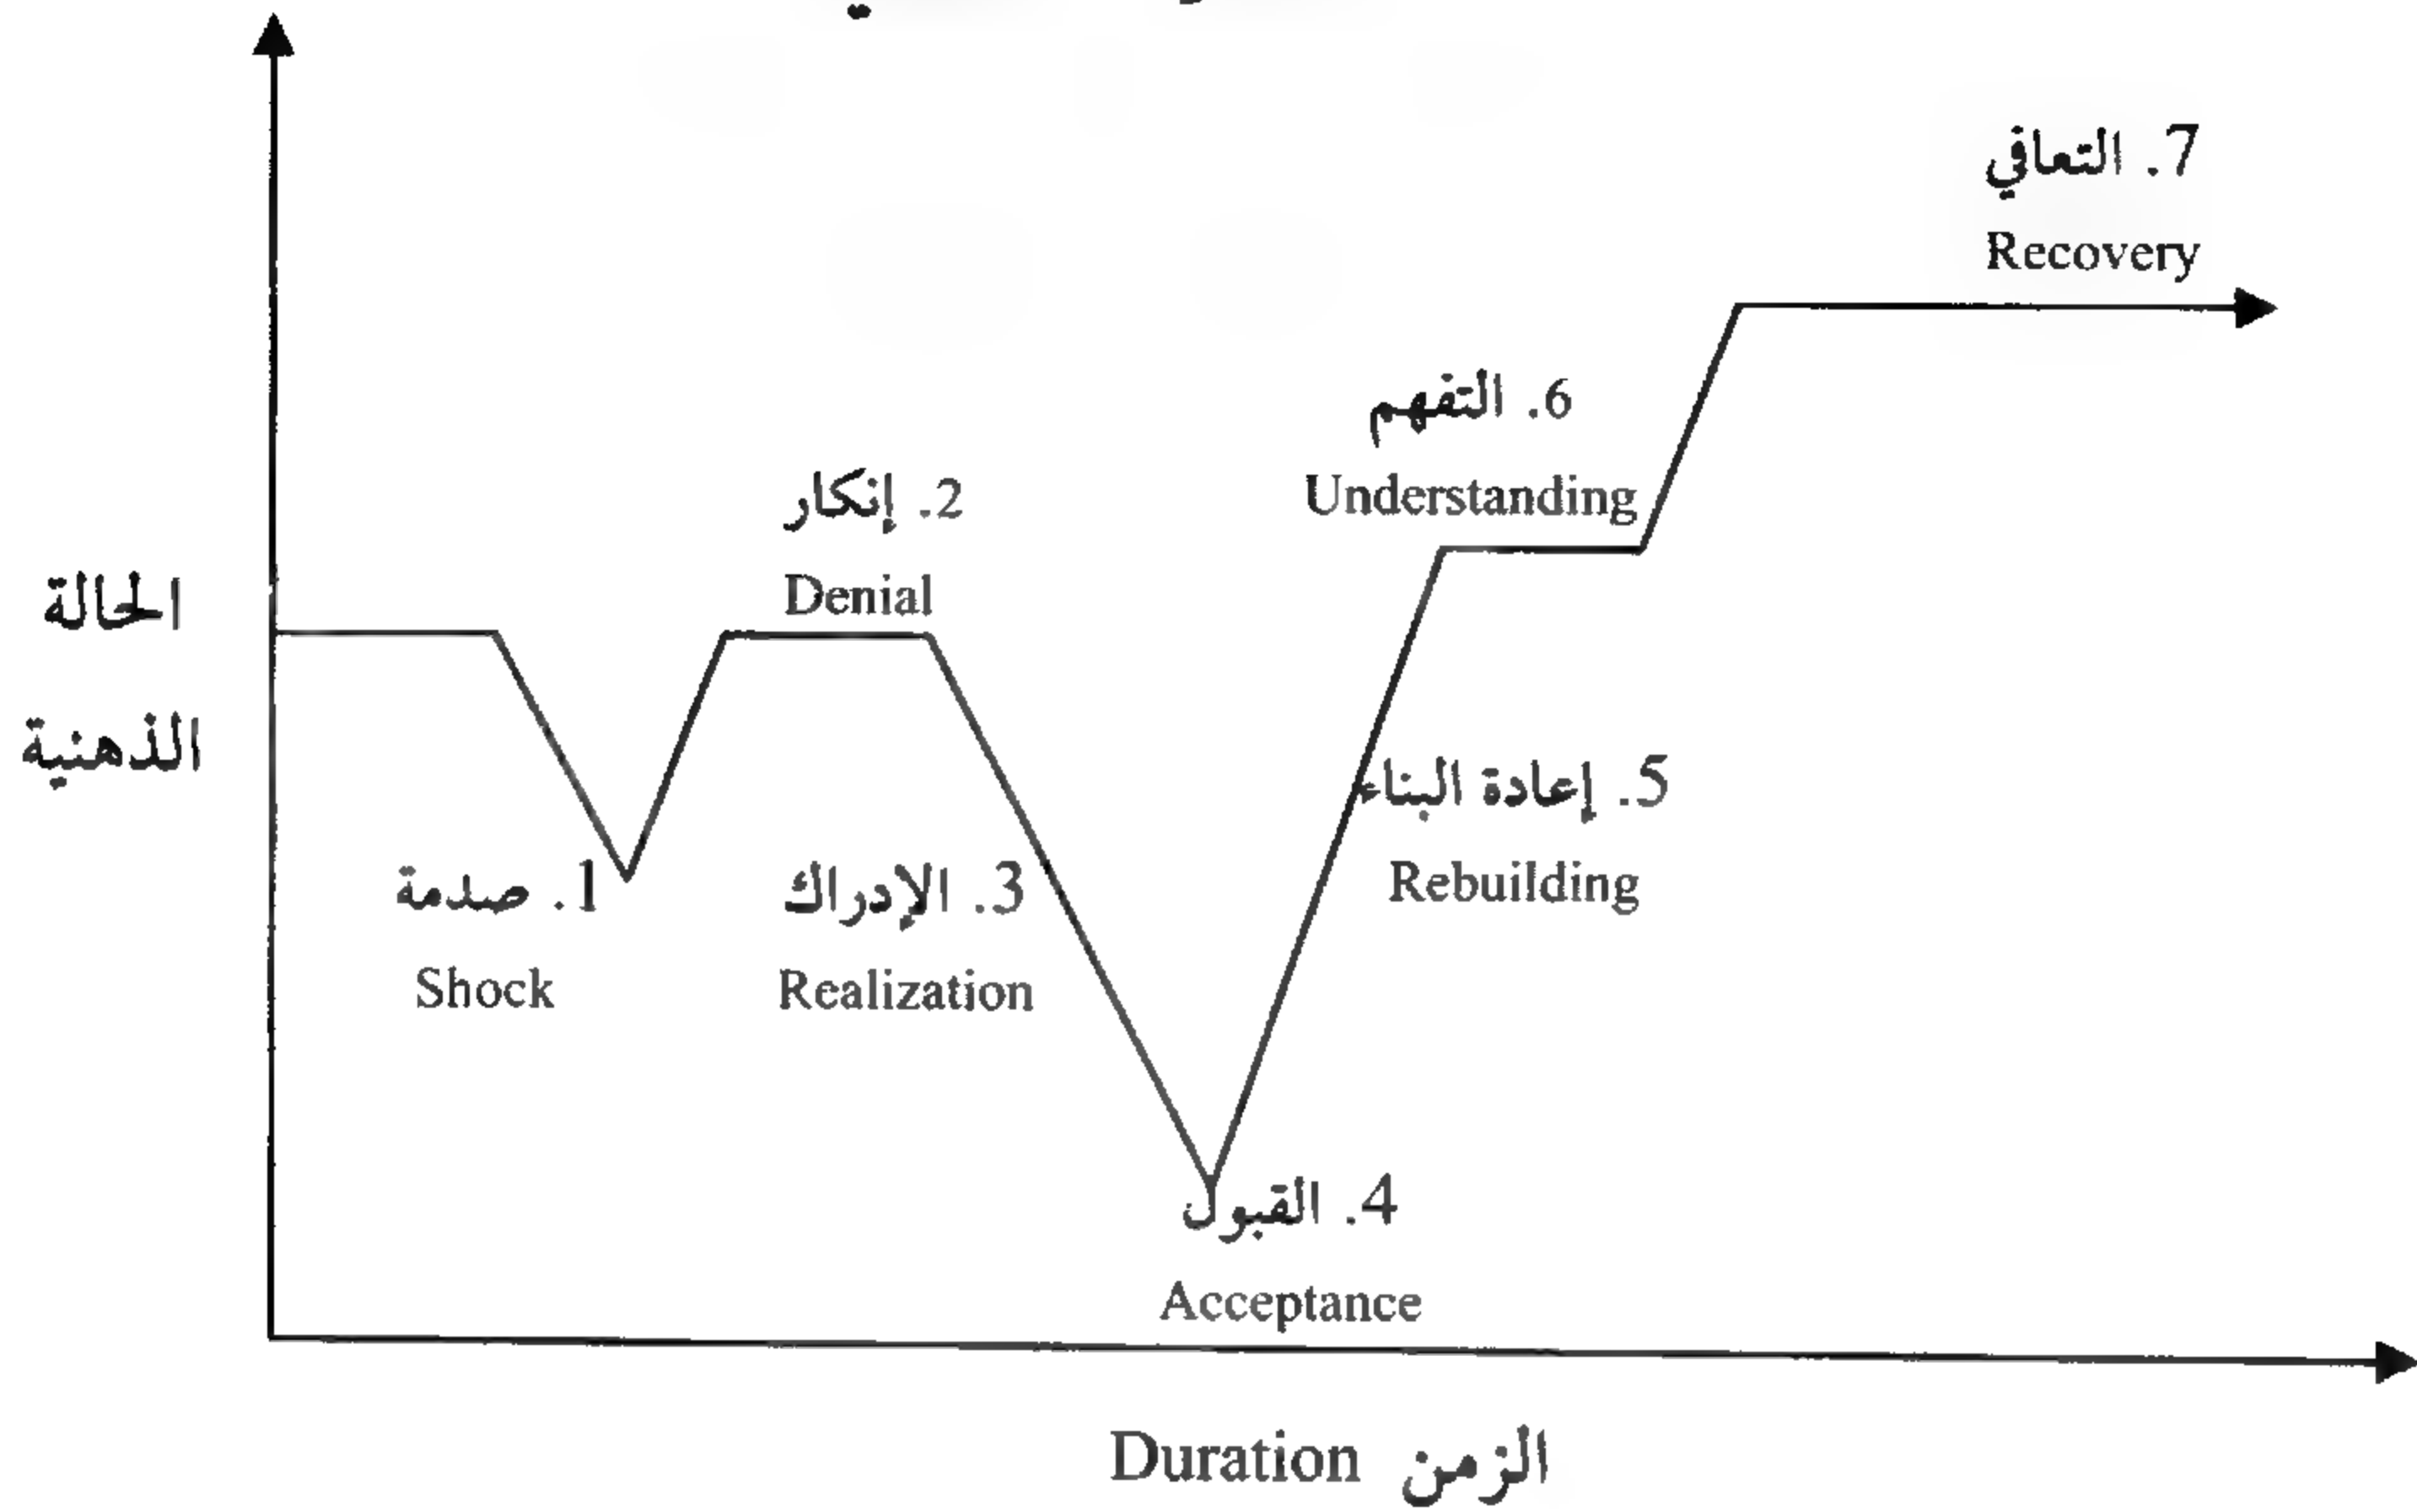 7. التعافي
Recovery
6. التفهم
Understanding
2. إنكار
Denial
الحالة
الذهنية
5. إعادة البناء
Rebuilding
1. صدمة
Shock
3. الإدراك
Realization
4. القبول
Acceptance
Duration الزمن